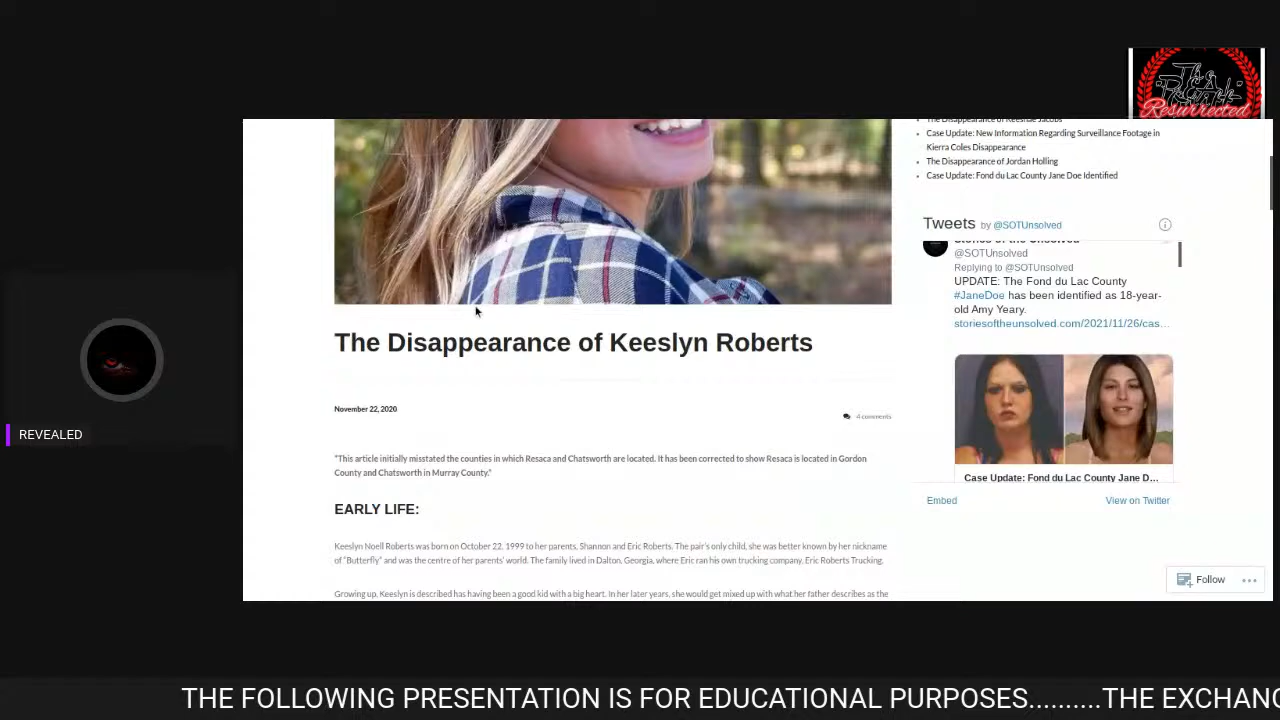 The
Resurrected
The Disappearance of Keeshae Jacobs
Case Update: New Information Regarding Surveillance Footage in
Kierra Coles Disappearance
The Disappearance of Jordan Holling
Case Update: Fond du Lac County Jane Doe Identified
Tweets by @SOTUnsolved
Stories of the Unsolved
@SOTUnsolved
Replying to @SOTUnsolved
UPDATE: The Fond du Lac County
#JaneDoe has been identified as 18-year-
old Amy Yeary.
storiesoftheunsolved.com/2021/11/26/cas…
Case Update: Fond du Lac County Jane D…
Embed
View on Twitter
The Disappearance of Keeslyn Roberts
November 22, 2020
4 comments
"This article initially misstated the counties in which Resaca and Chatsworth are located. It has been corrected to show Resaca is located in Gordon
County and Chatsworth in Murray County."
EARLY LIFE:
Keeslyn Noell Roberts was born on October 22, 1999 to her parents, Shannon and Eric Roberts. The pair's only child, she was better known by her nickname
of "Butterfly" and was the centre of her parents' world. The family lived in Dalton, Georgia, where Eric ran his own trucking company, Eric Roberts Trucking.
Growing up, Keeslyn is described has having been a good kid with a big heart. In her later years, she would get mixed up with what her father describes as the
Follow
REVEALED
THE FOLLOWING PRESENTATION IS FOR EDUCATIONAL PURPOSES..........THE EXCHANG